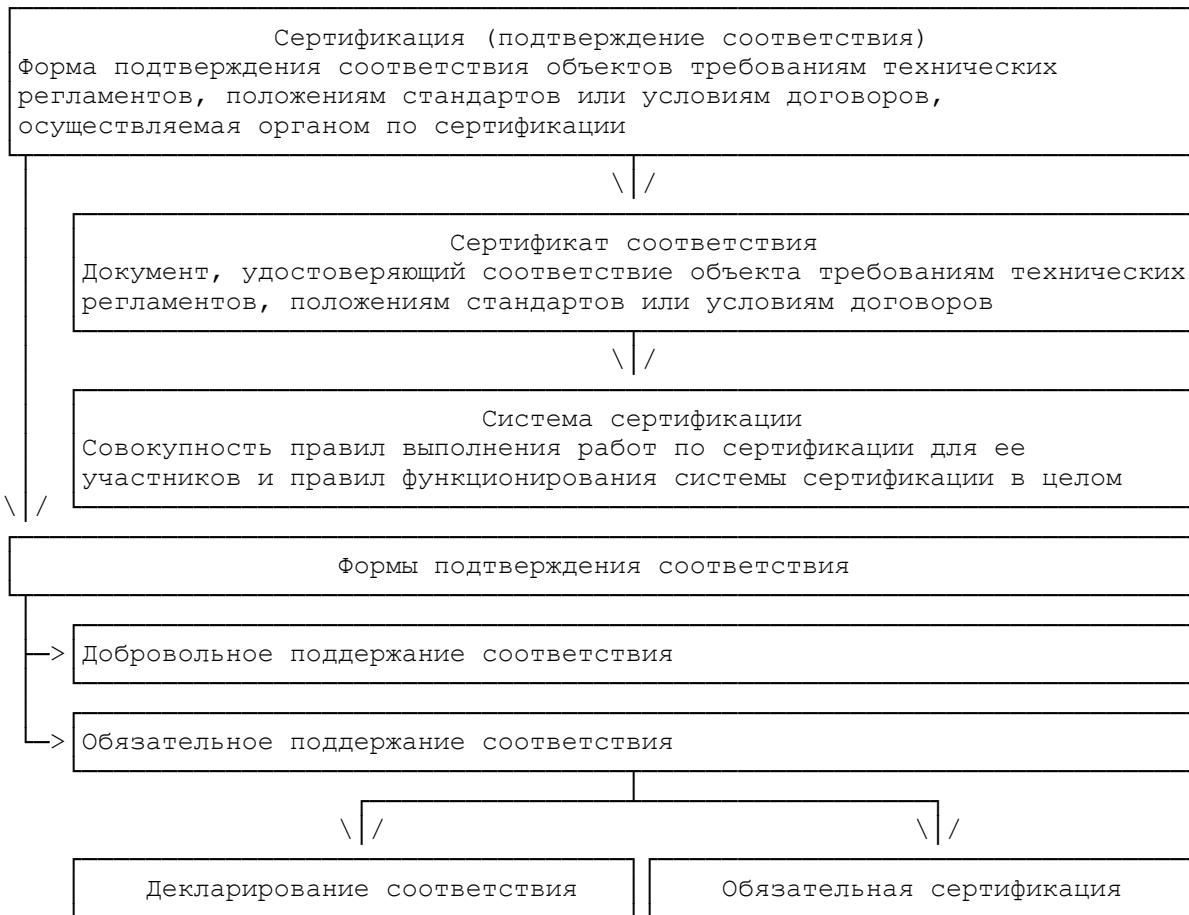 Сертификация (подтверждение соответствия)
Форма подтверждения соответствия объектов требованиям технических
регламентов, положениям стандартов или условиям договоров,
осуществляемая органом по сертификации
Сертификат соответствия
Документ, удостоверяющий соответствие объекта требованиям технических
регламентов, положениям стандартов или условиям договоров
Система сертификации
Совокупность правил выполнения работ по сертификации для ее
участников и правил функционирования системы сертификации в целом
Формы подтверждения соответствия
Добровольное поддержание соответствия
Обязательное поддержание соответствия
Декларирование соответствия
Обязательная сертификация